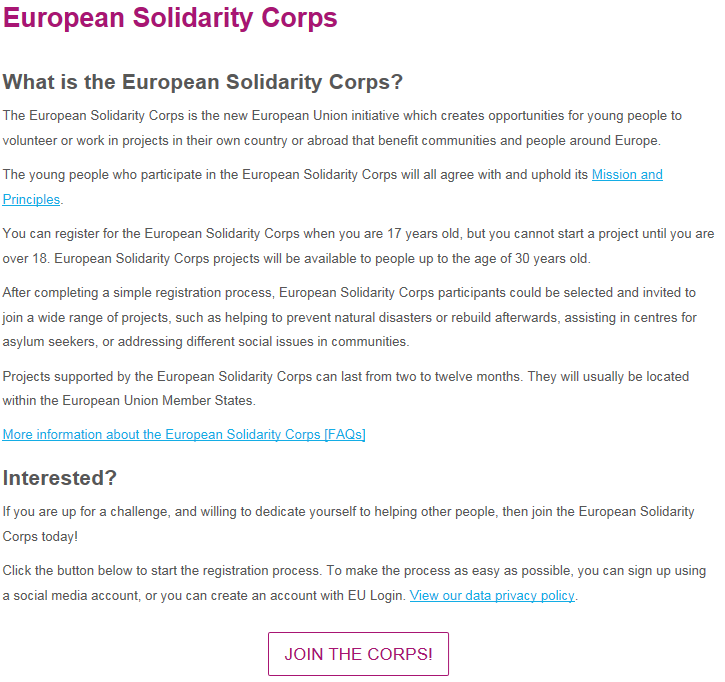 European Solidarity Corps
What is the European Solidarity Corps?
The European Solidarity Corps is the new European Union initiative which creates opportunities for young people to
volunteer or work in projects in their own country or abroad that benefit communities and people around Europe.
The young people who participate in the European Solidarity Corps will all agree with and uphold its Mission and
Principles.
You can register for the European Solidarity Corps when you are 17 years old, but you cannot start a project until you are
over 18. European Solidarity Corps projects will be available to people up to the age of 30 years old.
After completing a simple registration process, European Solidarity Corps participants could be selected and invited to
join a wide range of projects, such as helping to prevent natural disasters or rebuild afterwards, assisting in centres for
asylum seekers, or addressing different social issues in communities.
Projects supported by the European Solidarity Corps can last from two to twelve months. They will usually be located
within the European Union Member States.
More information about the European Solidarity Corps [FAQs]
Interested?
If you are up for a challenge, and willing to dedicate yourself to helping other people, then join the European Solidarity
Corps today!
Click the button below to start the registration process. To make the process as easy as possible, you can sign up using
a social media account, or you can create an account with EU Login. View our data privacy policy.
JOIN THE CORPS!